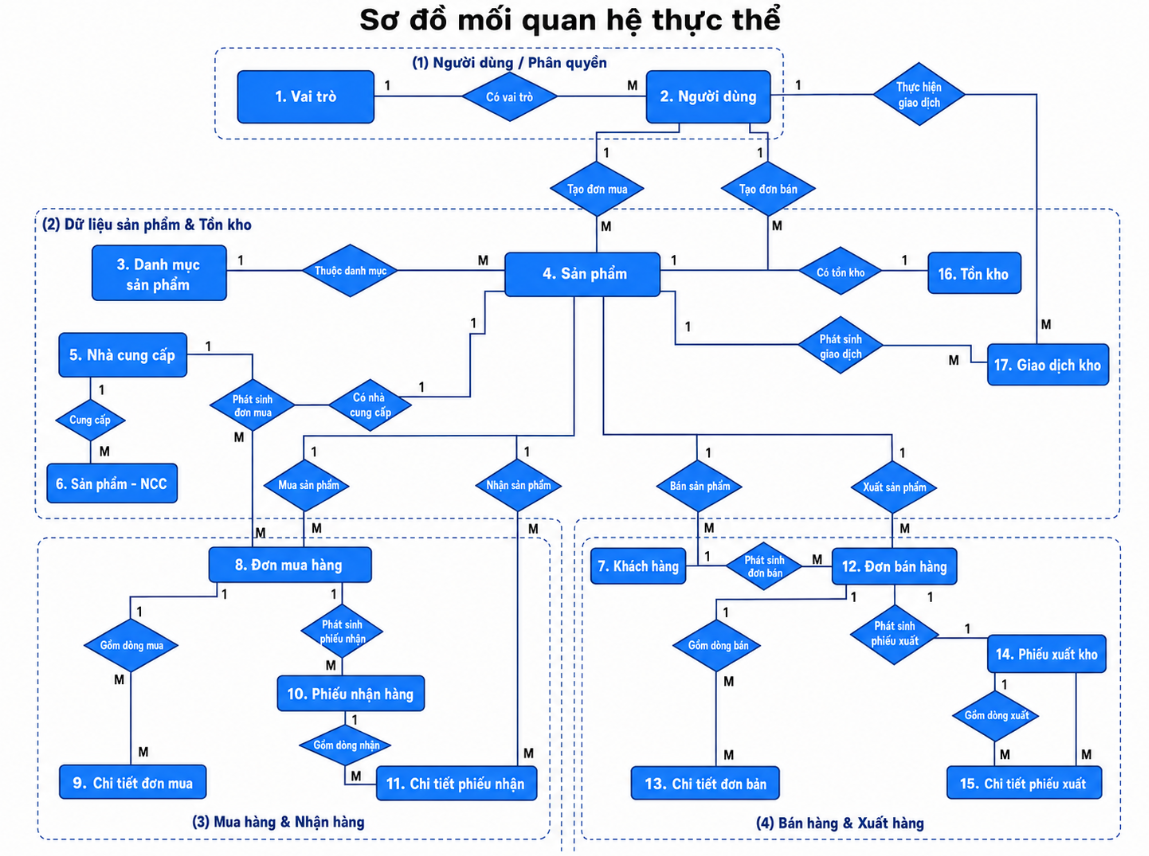 Sơ đồ mối quan hệ thực thể
(1) Người dùng / Phân quyền
1. Vai trò
1
Có vai trò
M
2. Người dùng
1
Thực hiện
giao dịch
1
Tạo đơn mua
M
1
Tạo đơn bán
M
(2) Dữ liệu sản phẩm & Tồn kho
3. Danh mục
sản phẩm
1
Thuộc danh mục
M
4. Sản phẩm
1
Có tồn kho
1
16. Tồn kho
1
1
Phát sinh
giao dịch
M
M
17. Giao dịch kho
5. Nhà cung cấp
1
1
Cung cấp
M
6. Sản phẩm - NCC
Phát sinh
đơn mua
M
Có nhà
cung cấp
1
1
Mua sản phẩm
M
1
Nhận sản phẩm
M
1
Bán sản phẩm
M
1
Xuất sản phẩm
M
M
8. Đơn mua hàng
1
1
1
Gồm dòng mua
M
M
9. Chi tiết đơn mua
Phát sinh
phiếu nhận
M
10. Phiếu nhận hàng
1
Gồm dòng nhận
M
M
11. Chi tiết phiếu nhận
(3) Mua hàng & Nhận hàng
7. Khách hàng
1
Phát sinh
đơn bán
M
12. Đơn bán hàng
1
1
1
Gồm dòng bán
M
M
13. Chi tiết đơn bản
Phát sinh
phiếu xuất
1
14. Phiếu xuất kho
1
Gồm dòng xuất
M
M
15. Chi tiết phiếu xuất
(4) Bán hàng & Xuất hàng